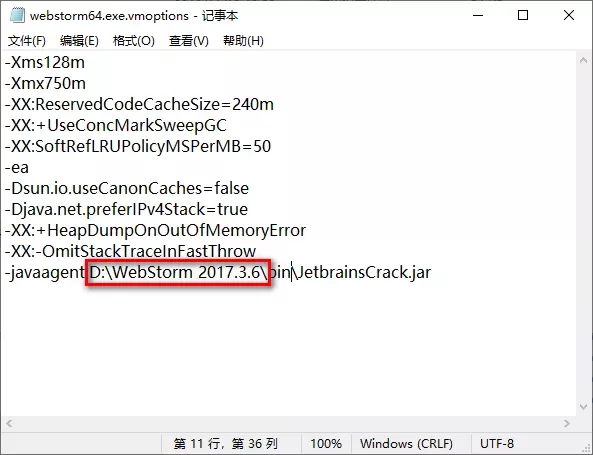 webstorm64.exe.vmoptions - 记事本
文件(F) 编辑(E) 格式(O) 查看(V) 帮助(H)
-Xms128m
-Xmx750m
-XX:ReservedCodeCacheSize=240m
-XX:+UseConcMarkSweepGC
-XX:SoftRefLRUPolicyMSPerMB=50
-ea
-Dsun.io.useCanonCaches=false
-Djava.net.preferIPv4Stack=true
-XX:+HeapDumpOnOutOfMemoryError
-XX:-OmitStackTraceInFastThrow
-javaagent:D:\WebStorm 2017.3.6\bin\JetbrainsCrack.jar
第 11 行，第 36 列 100% Windows (CRLF) UTF-8